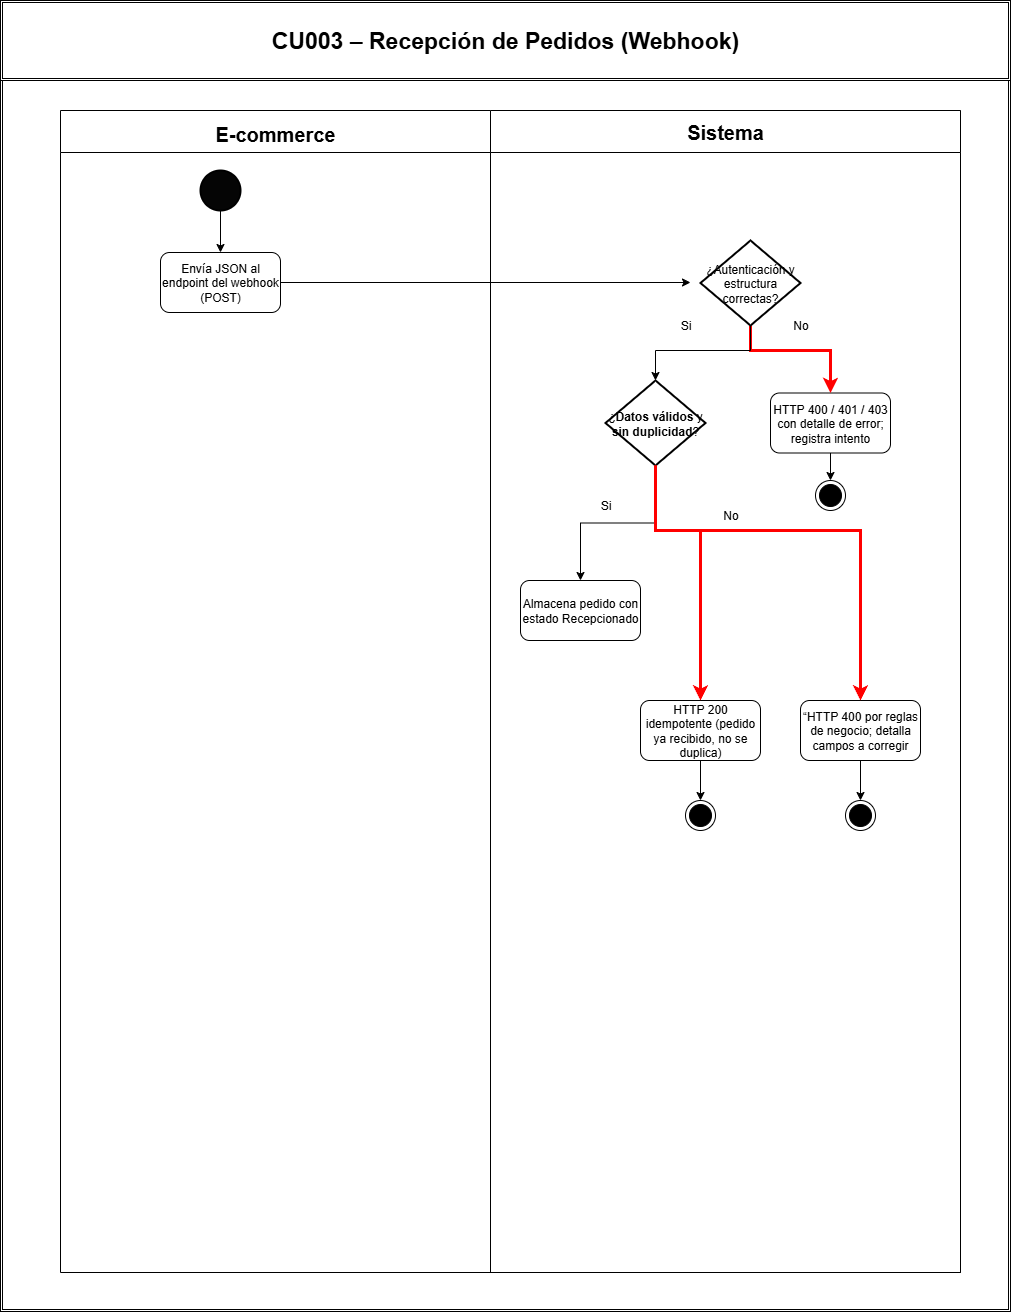 CU003 – Recepción de Pedidos (Webhook)
E-commerce
Sistema
Envía JSON al
endpoint del webhook
(POST)
¿Autenticación y
estructura
correctas?
Si
No
¿Datos válidos y
sin duplicidad?
HTTP 400 / 401 / 403
con detalle de error;
registra intento
Si
No
Almacena pedido con
estado Recepcionado
HTTP 200
idempotente (pedido
ya recibido, no se
duplica)
“HTTP 400 por reglas
de negocio; detalla
campos a corregir